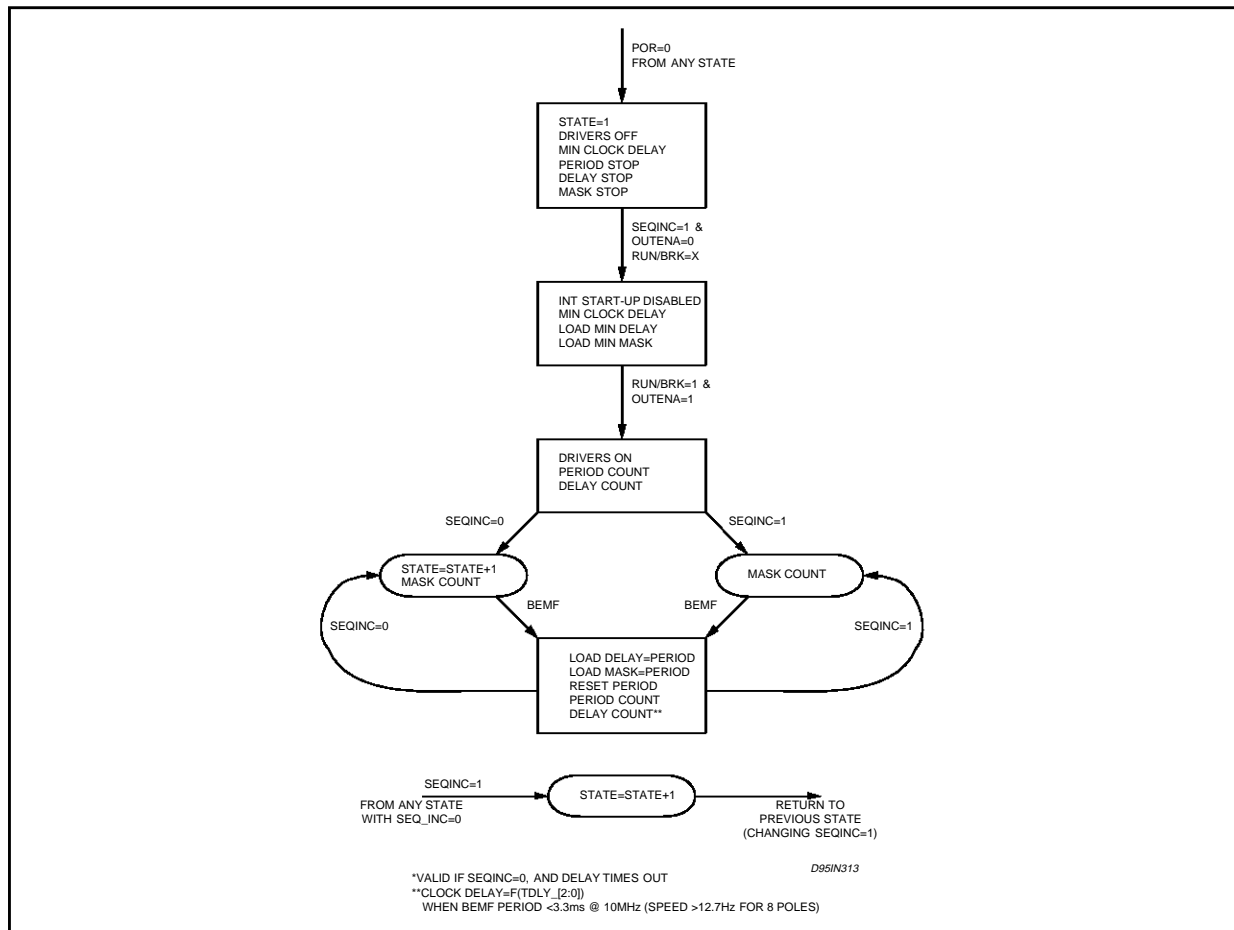 POR=0
FROM ANY STATE
STATE=1
DRIVERS OFF
MIN CLOCK DELAY
PERIOD STOP
DELAY STOP
MASK STOP
SEQINC=1 &
OUTENA=0
RUN/BRK=X
INT START-UP DISABLED
MIN CLOCK DELAY
LOAD MIN DELAY
LOAD MIN MASK
RUN/BRK=1 &
OUTENA=1
DRIVERS ON
PERIOD COUNT
DELAY COUNT
SEQINC=0
SEQINC=1
STATE=STATE+1
MASK COUNT
MASK COUNT
BEMF
BEMF
SEQINC=0
SEQINC=1
LOAD DELAY=PERIOD
LOAD MASK=PERIOD
RESET PERIOD
PERIOD COUNT
DELAY COUNT**
SEQINC=1
FROM ANY STATE
WITH SEQ_INC=0
STATE=STATE+1
RETURN TO
PREVIOUS STATE
(CHANGING SEQINC=1)
D95IN313
*VALID IF SEQINC=0, AND DELAY TIMES OUT
**CLOCK DELAY=F(TDLY_[2:0])
WHEN BEMF PERIOD <3.3ms @ 10MHz (SPEED >12.7Hz FOR 8 POLES)